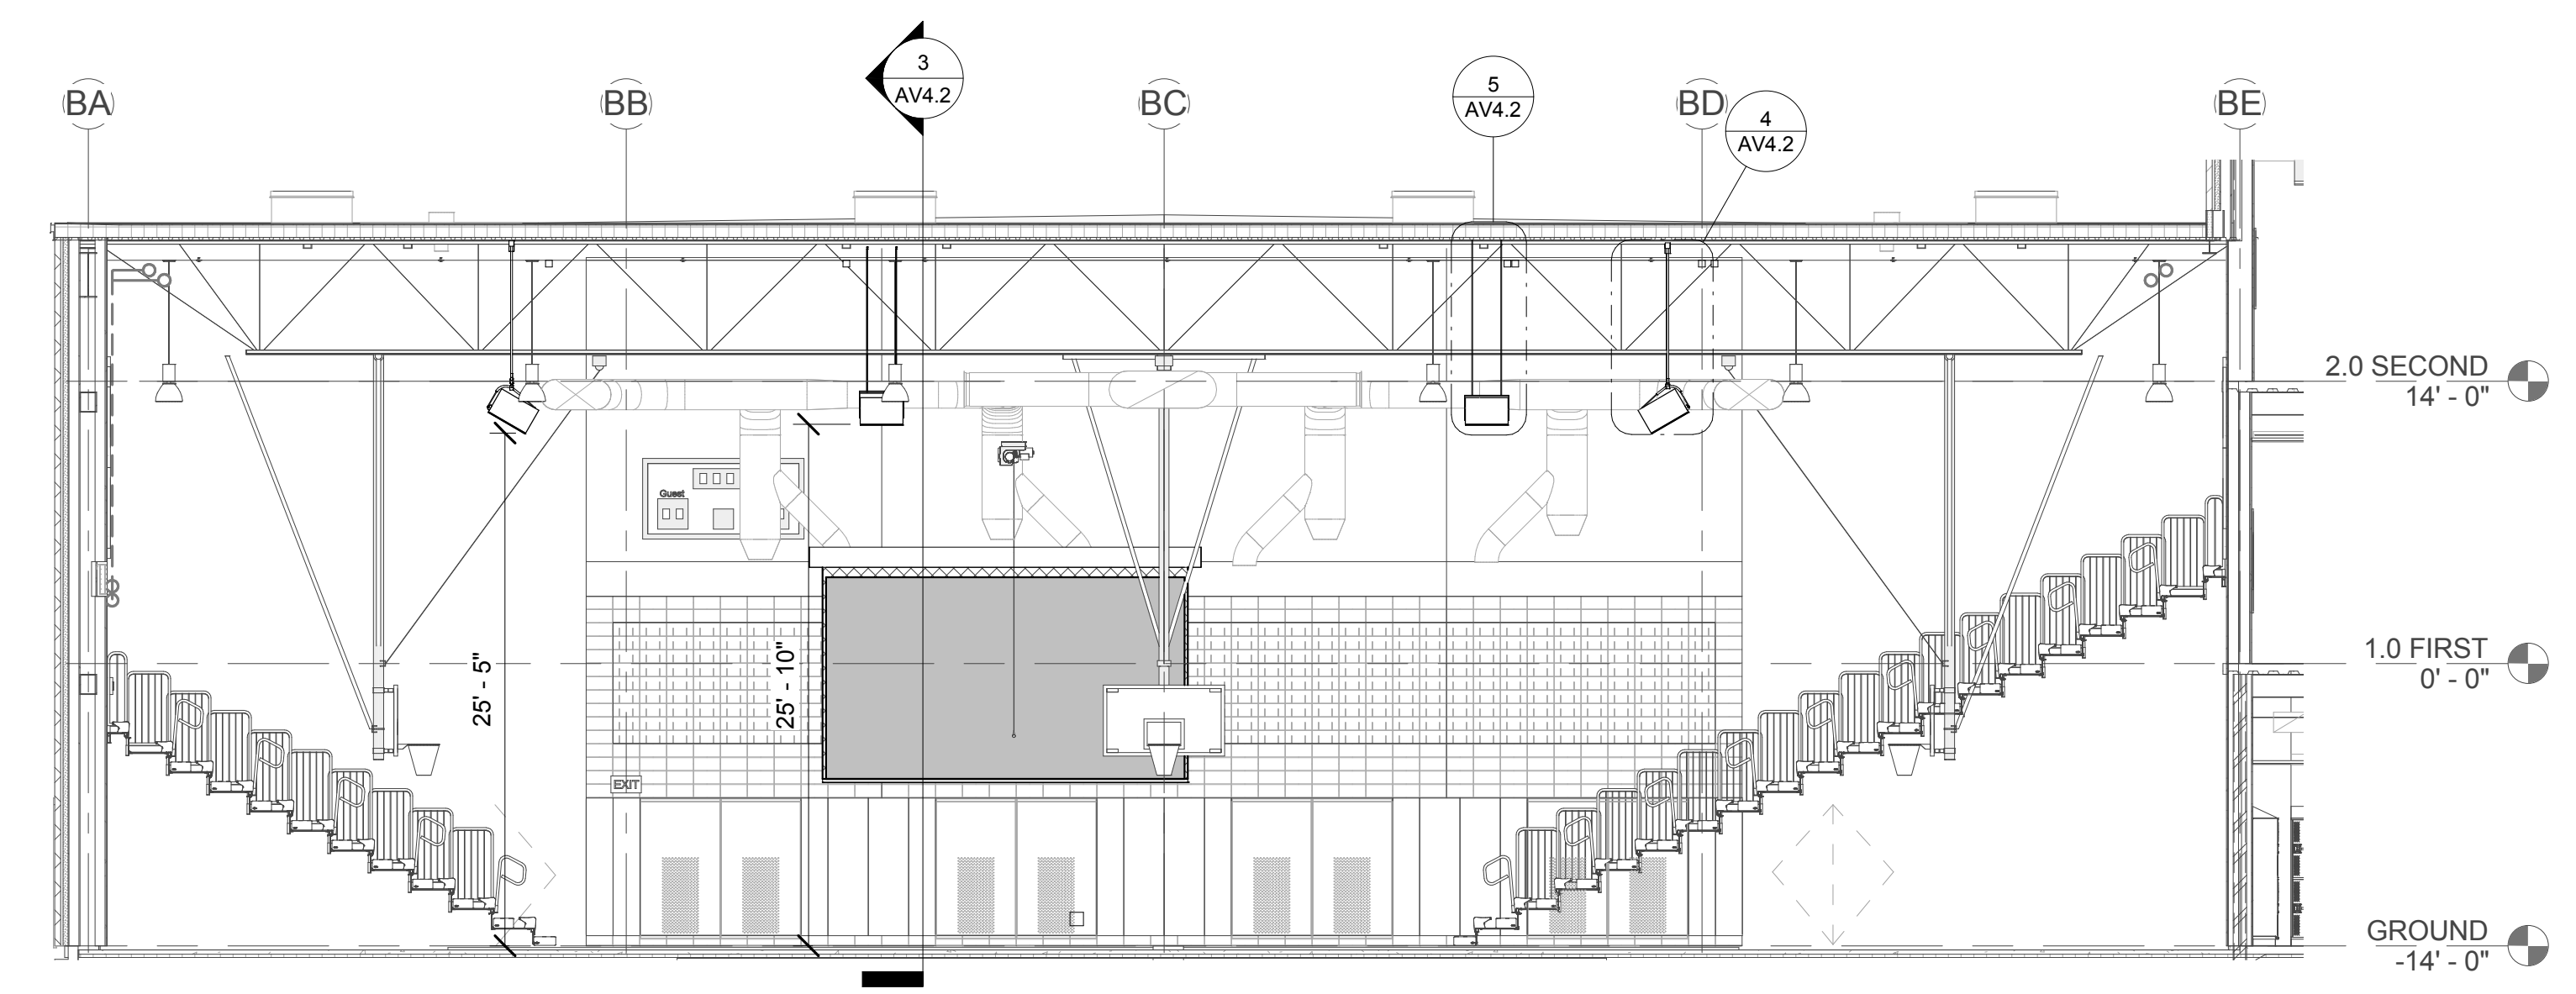 3
AV4.2
5
AV4.2
4
AV4.2
BA
BB
BC
BD
BE
2.0 SECOND
14' - 0"
Guest
1.0 FIRST
0' - 0"
25' - 5"
25' - 10"
EXIT
GROUND
-14' - 0"